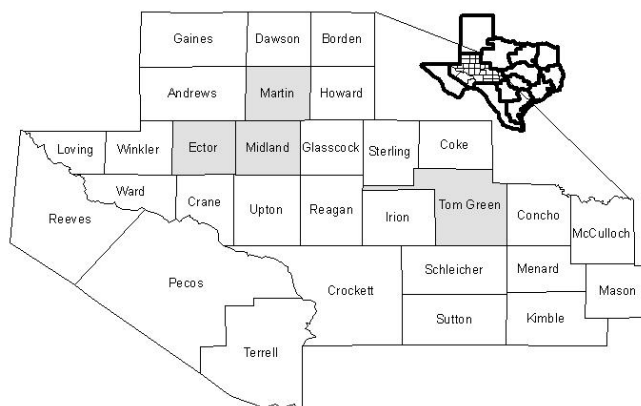 Gaines Dawson Borden
Andrews Martin Howard
Loving Winkler Ector Midland Glasscock Sterling Coke
Ward Crane Upton Reagan Irion Tom Green Concho McCulloch
Reeves
Pecos Crockett Schleicher Menard Mason
Sutton Kimble
Terrell